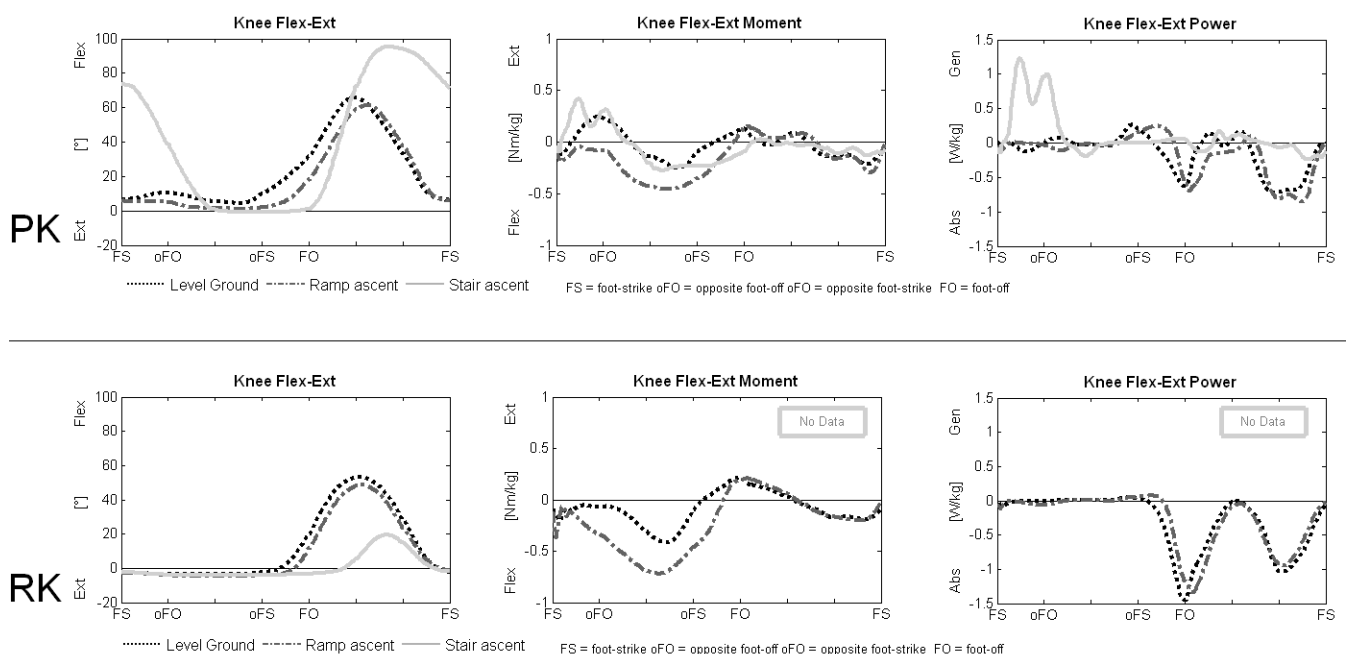 Knee Flex-Ext
Knee Flex-Ext Moment
Knee Flex-Ext Power
Flex
100
80
60
[°]
40
20
0
Ext
-20
FS
oFO
oFS
FO
FS
Ext
1
0.5
[Nm/kg]
0
-0.5
Flex
-1
FS
oFO
oFS
FO
FS
Gen
1.5
1
0.5
[W/kg]
0
-0.5
Abs
-1
-1.5
FS
oFO
oFS
FO
FS
PK
Level Ground
Ramp ascent
Stair ascent
FS = foot-strike oFO = opposite foot-off oFO = opposite foot-strike FO = foot-off
Knee Flex-Ext
Knee Flex-Ext Moment
Knee Flex-Ext Power
Flex
100
80
60
[°]
40
20
0
Ext
-20
FS
oFO
oFS
FO
FS
Ext
1
0.5
[Nm/kg]
0
-0.5
Flex
-1
FS
oFO
oFS
FO
FS
No Data
Gen
1.5
1
0.5
[W/kg]
0
-0.5
Abs
-1
-1.5
FS
oFO
oFS
FO
FS
No Data
RK
Level Ground
Ramp ascent
Stair ascent
FS = foot-strike oFO = opposite foot-off oFO = opposite foot-strike FO = foot-off